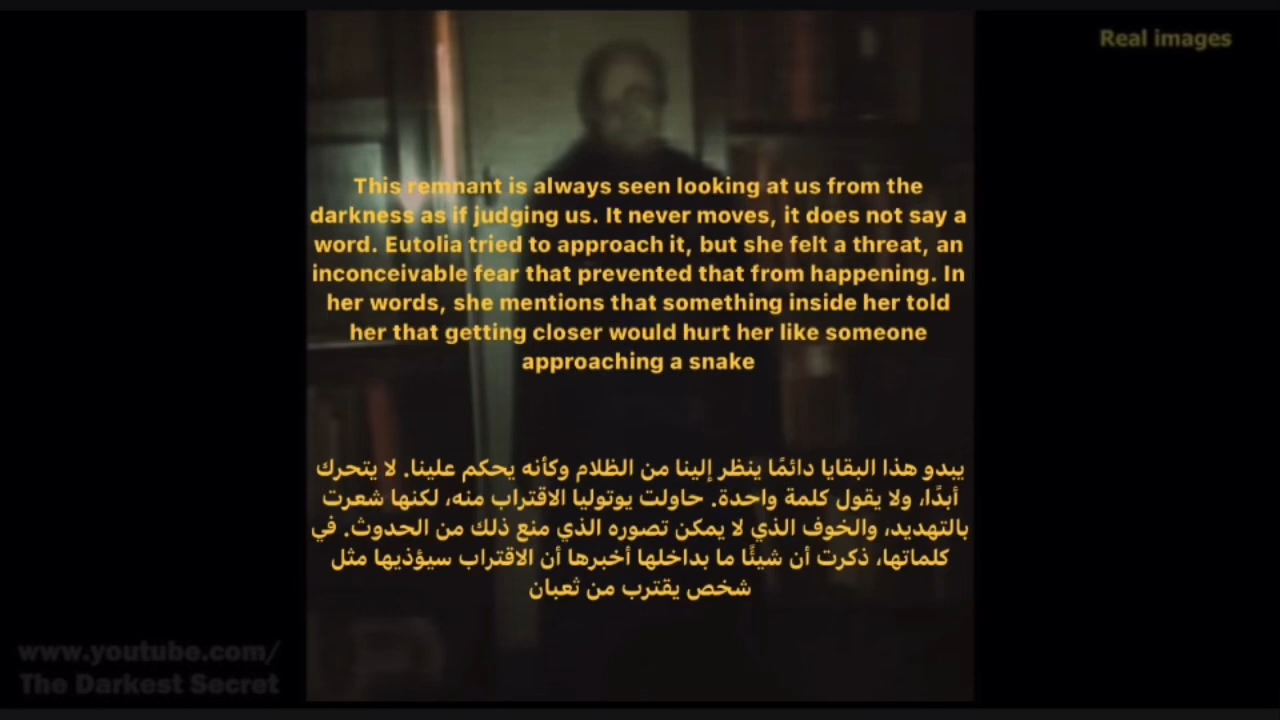 Real images
This remnant is always seen looking at us from the
darkness as if judging us. It never moves, it does not say a
word. Eutolia tried to approach it, but she felt a threat, an
inconceivable fear that prevented that from happening. In
her words, she mentions that something inside her told
her that getting closer would hurt her like someone
approaching a snake
يبدو هذا البقايا دائمًا ينظر إلينا من الظلام وكأنه يحكم علينا. لا يتحرك
أبدًا، ولا يقول كلمة واحدة. حاولت يوتوليا الاقتراب منه، لكنها شعرت
بالتهديد، والخوف الذي لا يمكن تصوره الذي منع ذلك من الحدوث. في
كلماتها، ذكرت أن شيئًا ما بداخلها أخبرها أن الاقتراب سيؤذيها مثل
شخص يقترب من ثعبان
www.youtube.com/
The Darkest Secret